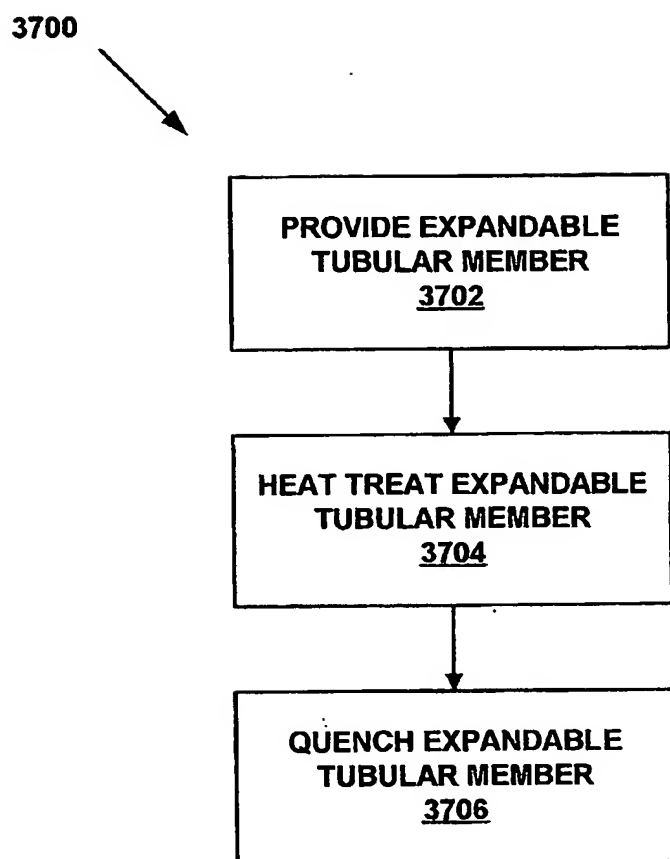 3700
PROVIDE EXPANDABLE
TUBULAR MEMBER
3702
HEAT TREAT EXPANDABLE
TUBULAR MEMBER
3704
QUENCH EXPANDABLE
TUBULAR MEMBER
3706